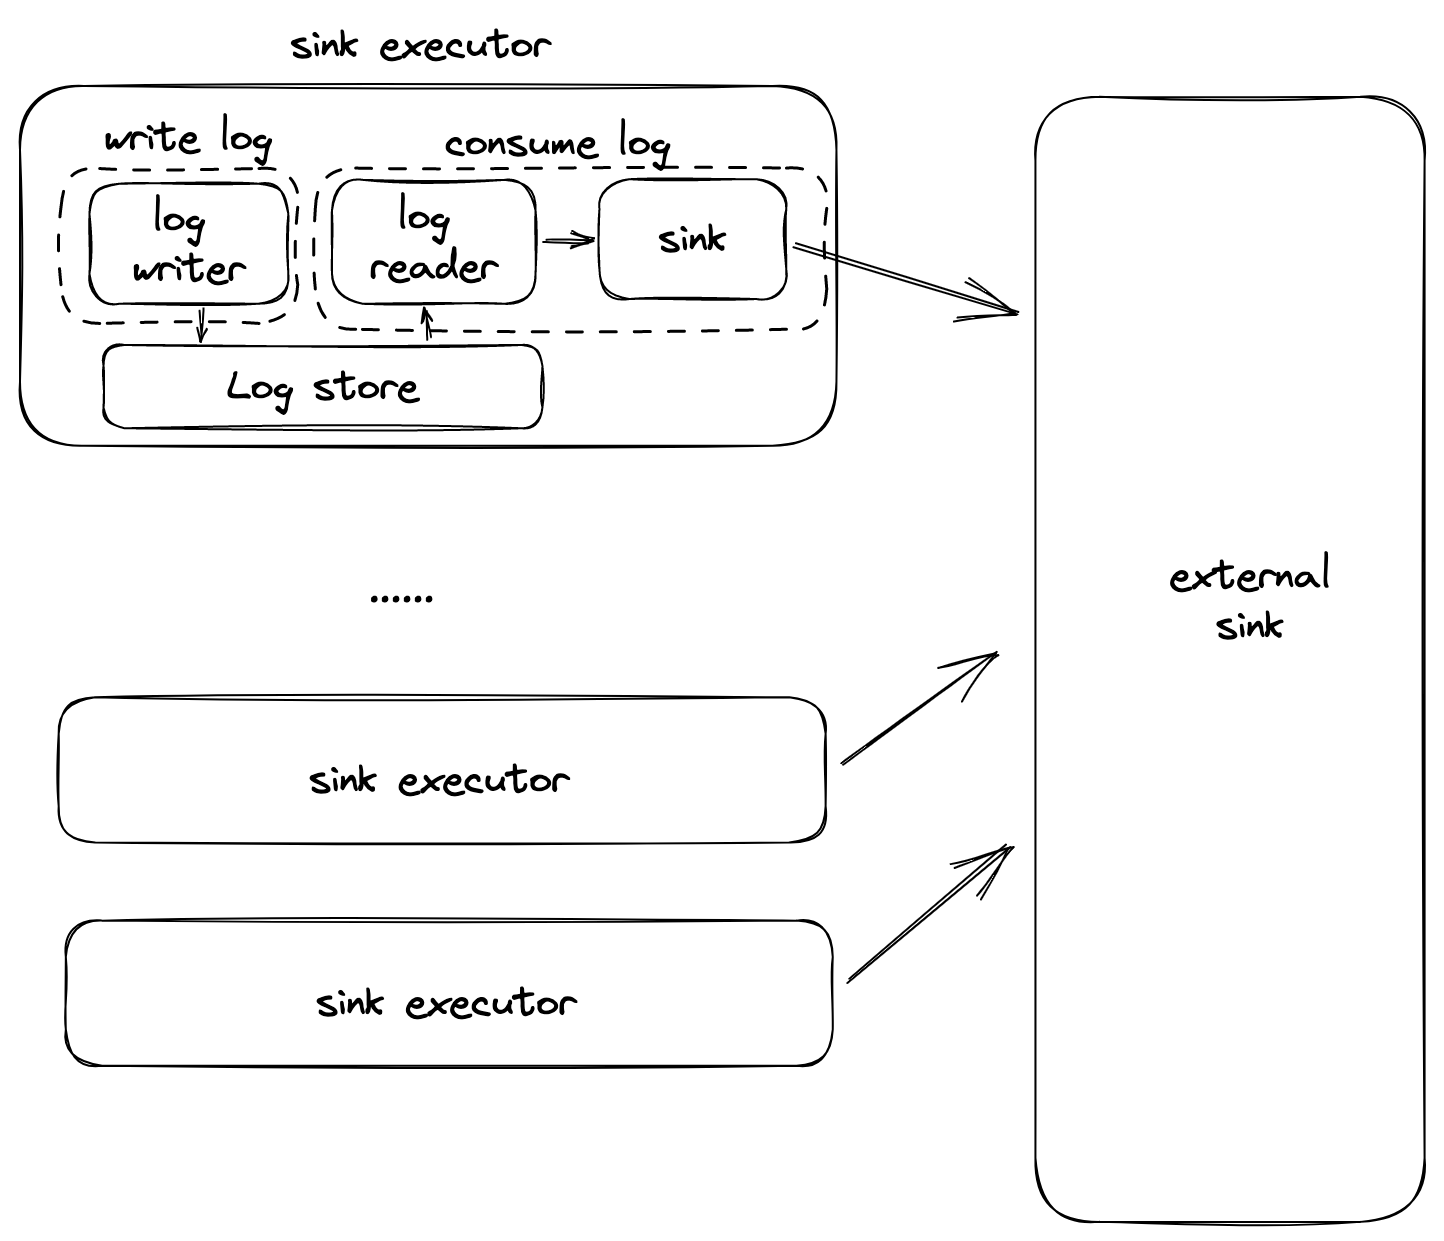 sink executor
write log
consume log
log
writer
log
reader
sink
Log store
......
external
sink
sink executor
sink executor